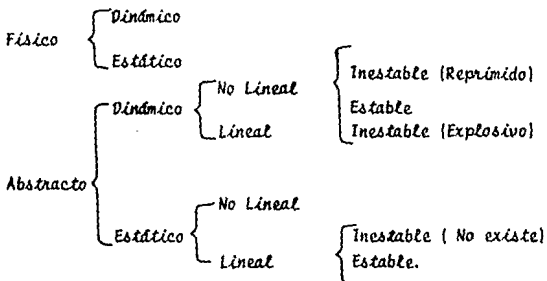 Dinámico
Físico
Estático
No Lineal
Inestable (Reprimido)
Dinámico
Estable
Lineal
Inestable (Explosivo)
Abstracto
No Lineal
Estático
Inestable ( No existe)
Lineal
Estable.